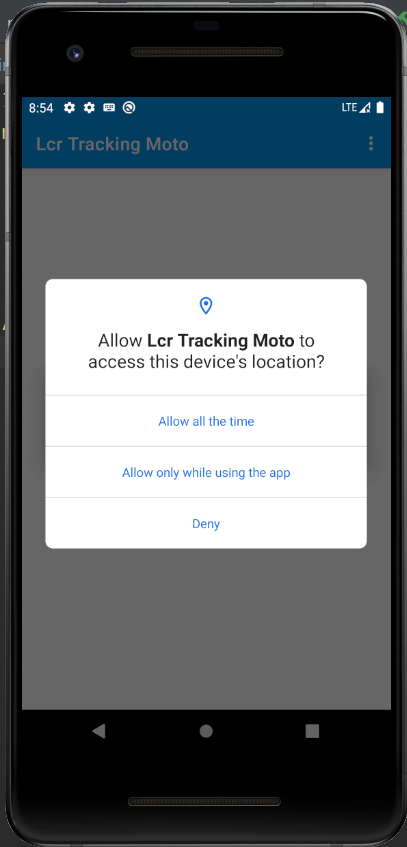 8:54
LTE
Lcr Tracking Moto
Allow Lcr Tracking Moto to
access this device's location?
Allow all the time
Allow only while using the app
Deny